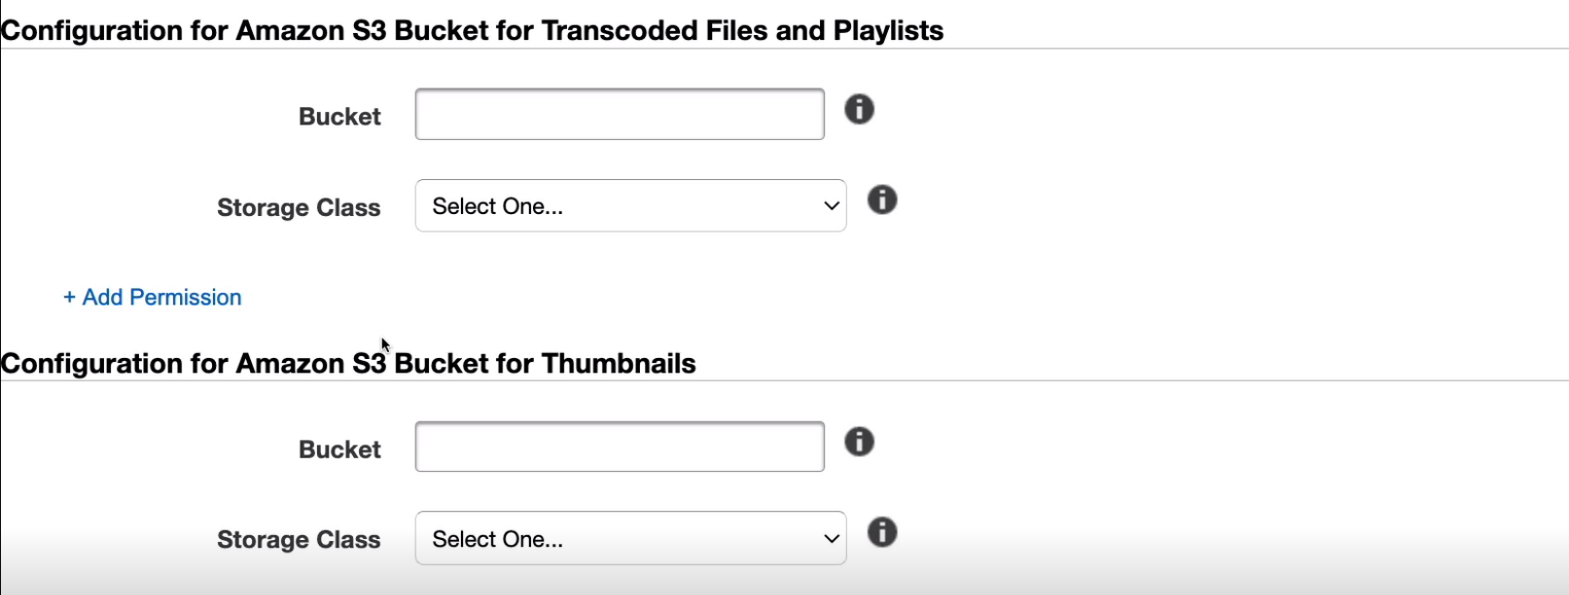 Configuration for Amazon S3 Bucket for Transcoded Files and Playlists
Bucket
Storage Class Select One...
+ Add Permission
Configuration for Amazon S3 Bucket for Thumbnails
Bucket
Storage Class Select One...